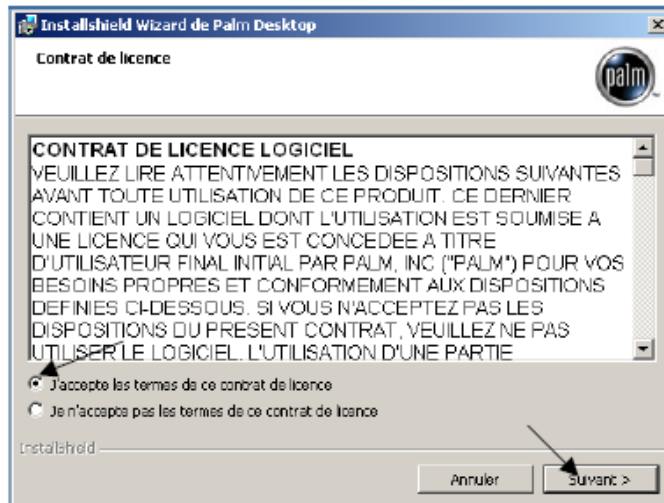 Installshield Wizard de Palm Desktop
Contrat de licence
palm
CONTRAT DE LICENCE LOGICIEL
VEUILLEZ LIRE ATTENTIVEMENT LES DISPOSITIONS SUIVANTES
AVANT TOUTE UTILISATION DE CE PRODUIT. CE DERNIER
CONTIENT UN LOGICIEL DONT L'UTILISATION EST SOUMISE A
UNE LICENCE QUI VOUS EST CONCEDEE A TITRE
D'UTILISATEUR FINAL INITIAL PAR PALM, INC ("PALM") POUR VOS
BESOINS PROPRES ET CONFORMEMENT AUX DISPOSITIONS
DEFINIES CI-DESSOUS. SI VOUS N'ACCEPTEZ PAS LES
DISPOSITIONS DU PRESENT CONTRAT, VEUILLEZ NE PAS
UTILISER LE LOGICIEL. L'UTILISATION D'UNE PARTIE
J'accepte les termes de ce contrat de licence
Je n'accepte pas les termes de ce contrat de licence
Installshield
Annuler
Suivant >